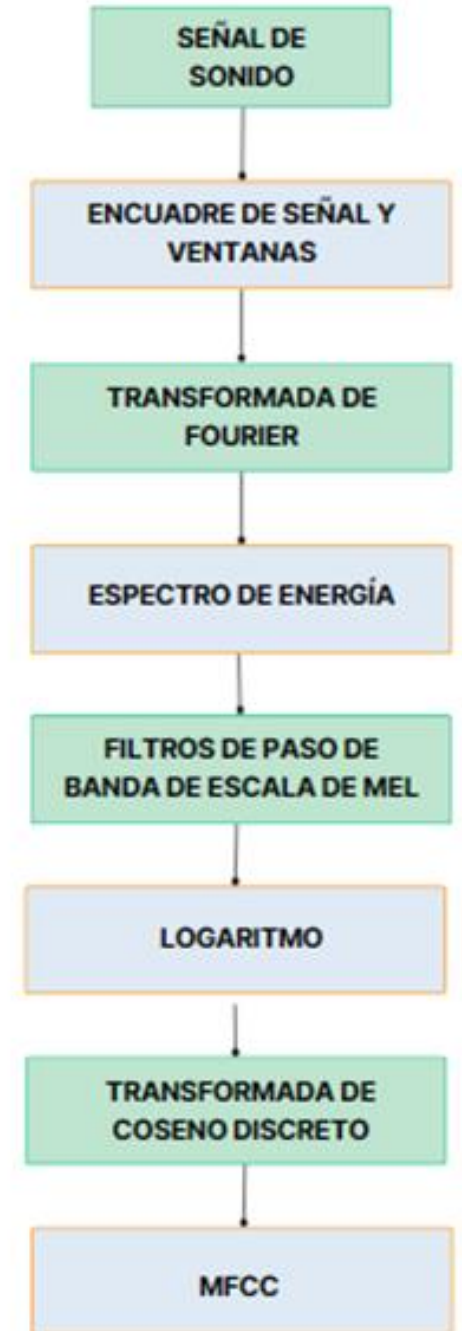 SEÑAL DE
SONIDO
ENCUADRE DE SEÑAL Y
VENTANAS
TRANSFORMADA DE
FOURIER
ESPECTRO DE ENERGÍA
FILTROS DE PASO DE
BANDA DE ESCALA DE MEL
LOGARITMO
TRANSFORMADA DE
COSENO DISCRETO
MFCC